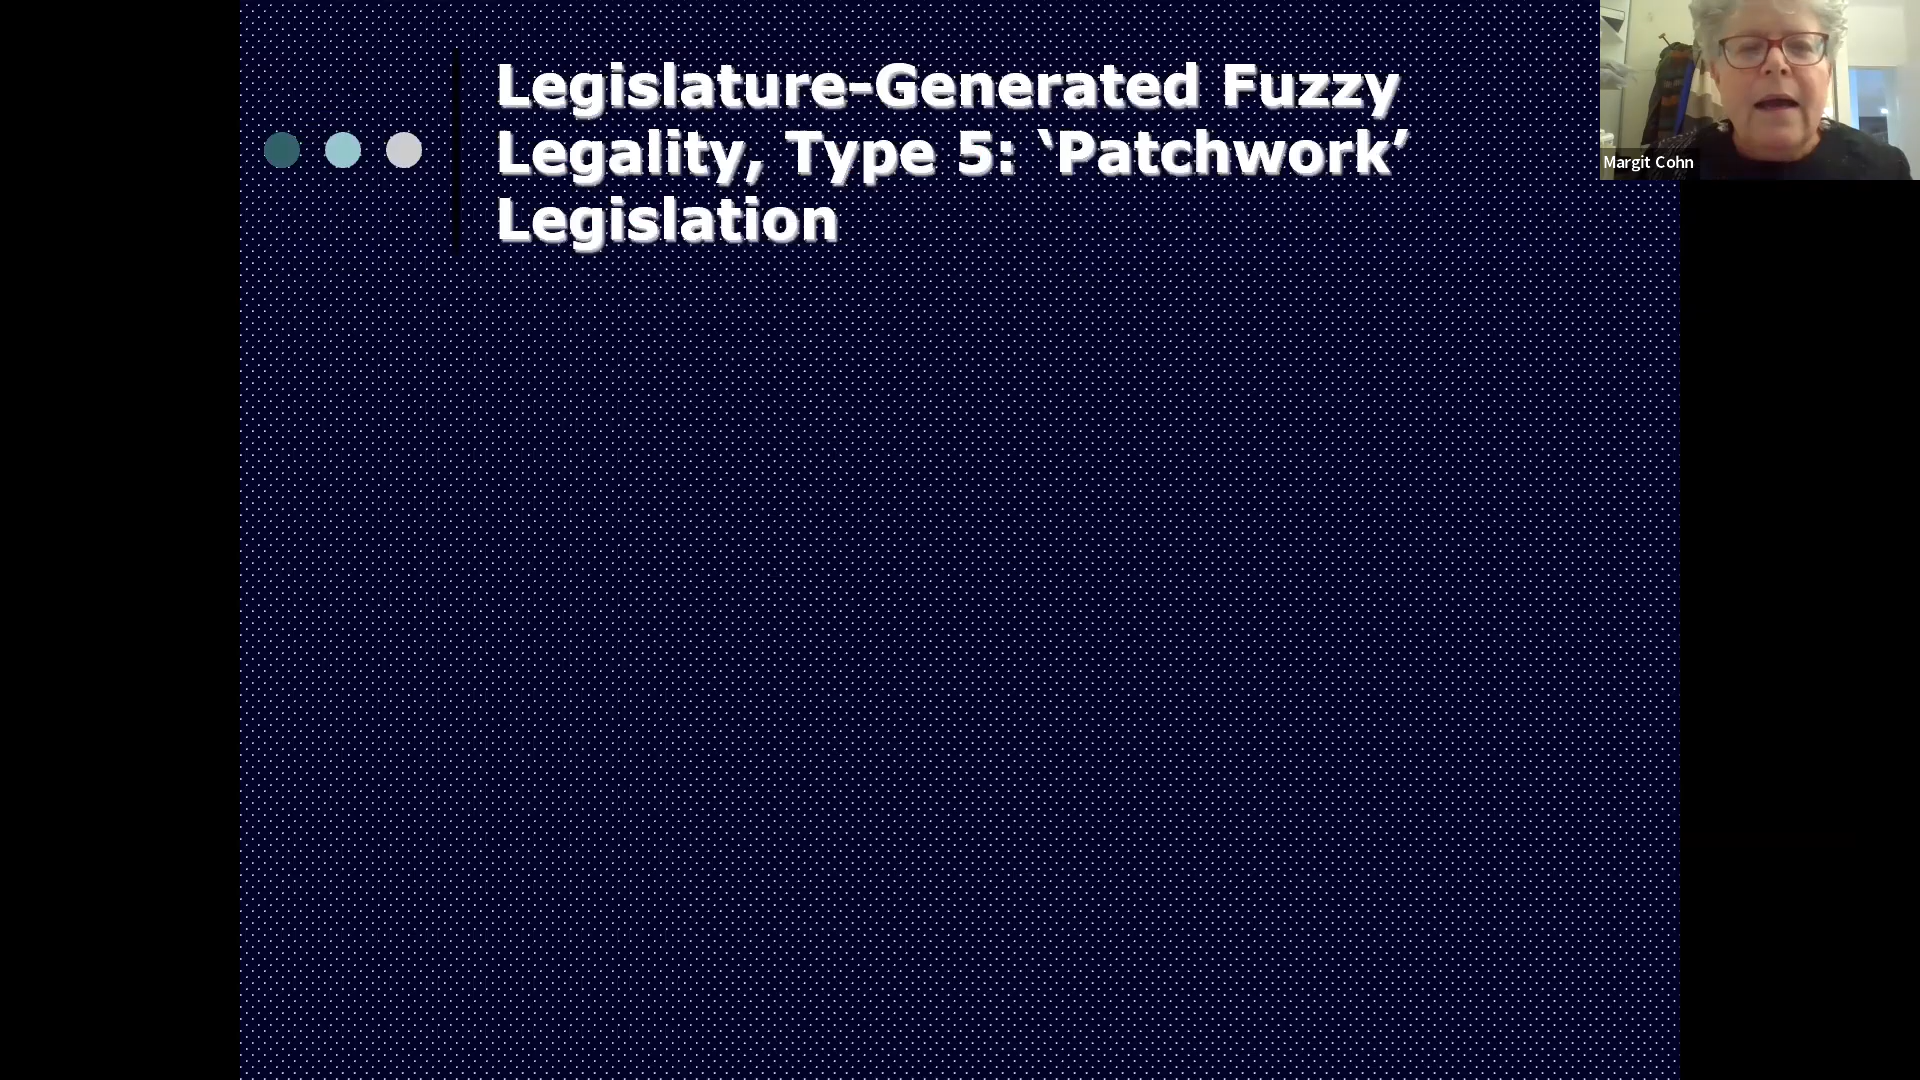 Legislature-Generated Fuzzy
Legality, Type 5: ‘Patchwork’
Legislation
Margit Cohn